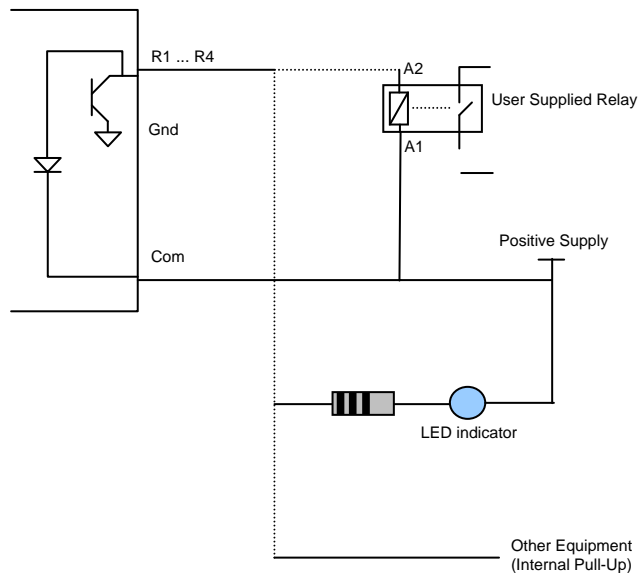 R1 ... R4
A2
User Supplied Relay
Gnd
A1
Positive Supply
Com
LED indicator
Other Equipment
(Internal Pull-Up)